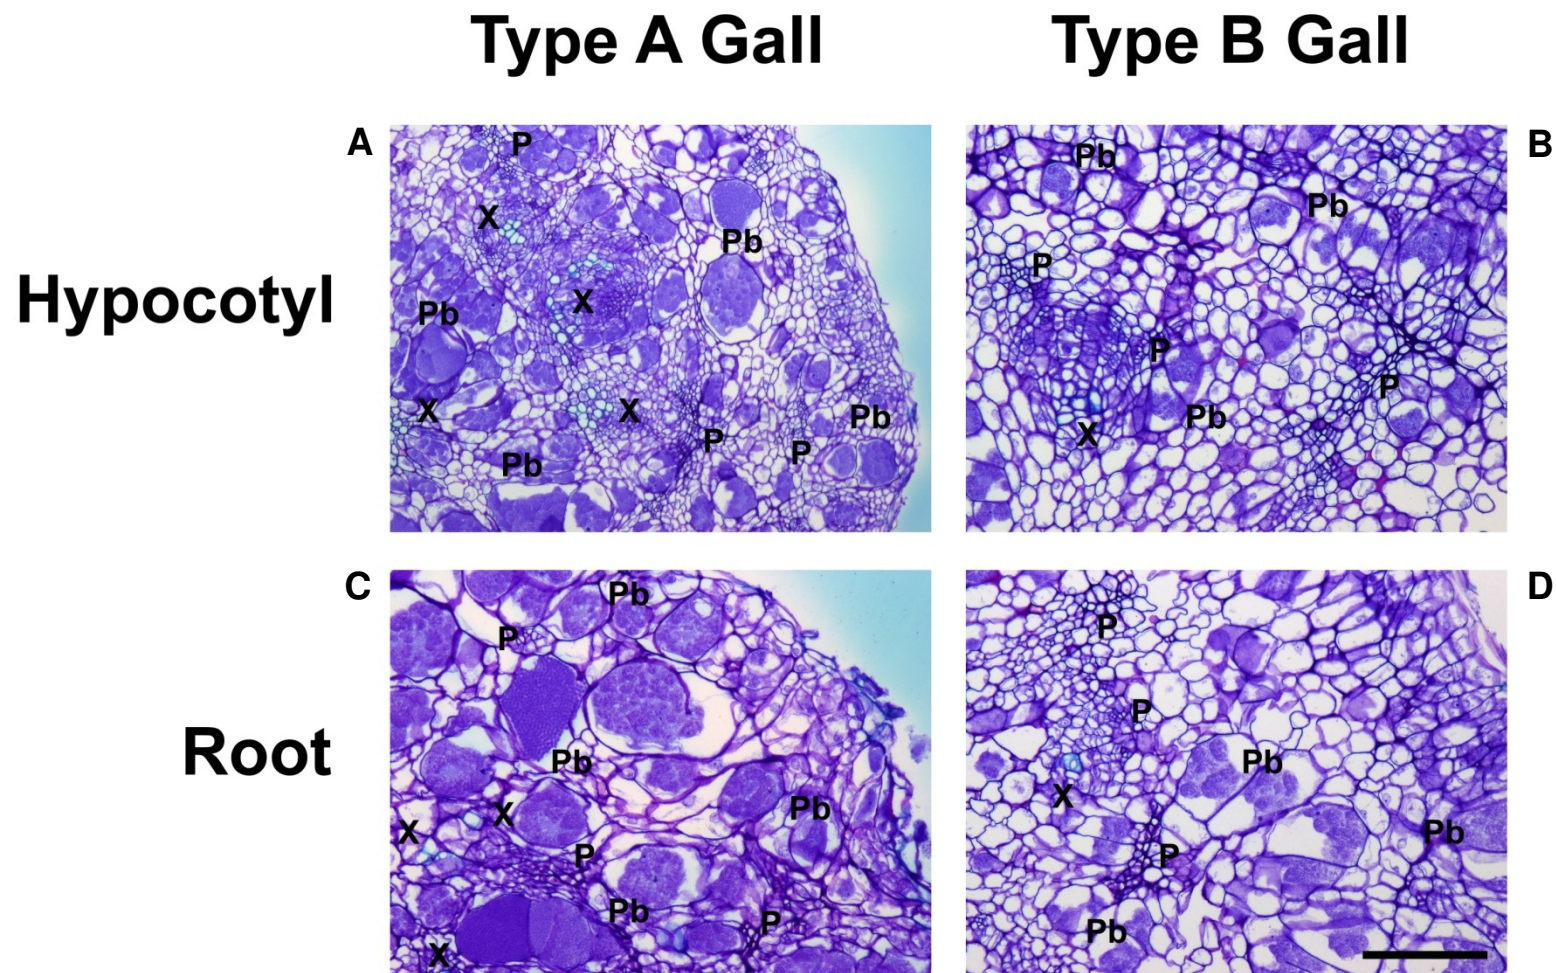 Type A Gall Type B Gall
A B
P Pb
X Pb
Pb P
X
Pb P
X X Pb P
P Pb
Pb P X
Hypocotyl
C D
Pb
P P
P
Pb Pb
X Pb
X X Pb
P P
Pb P Pb
X
Root